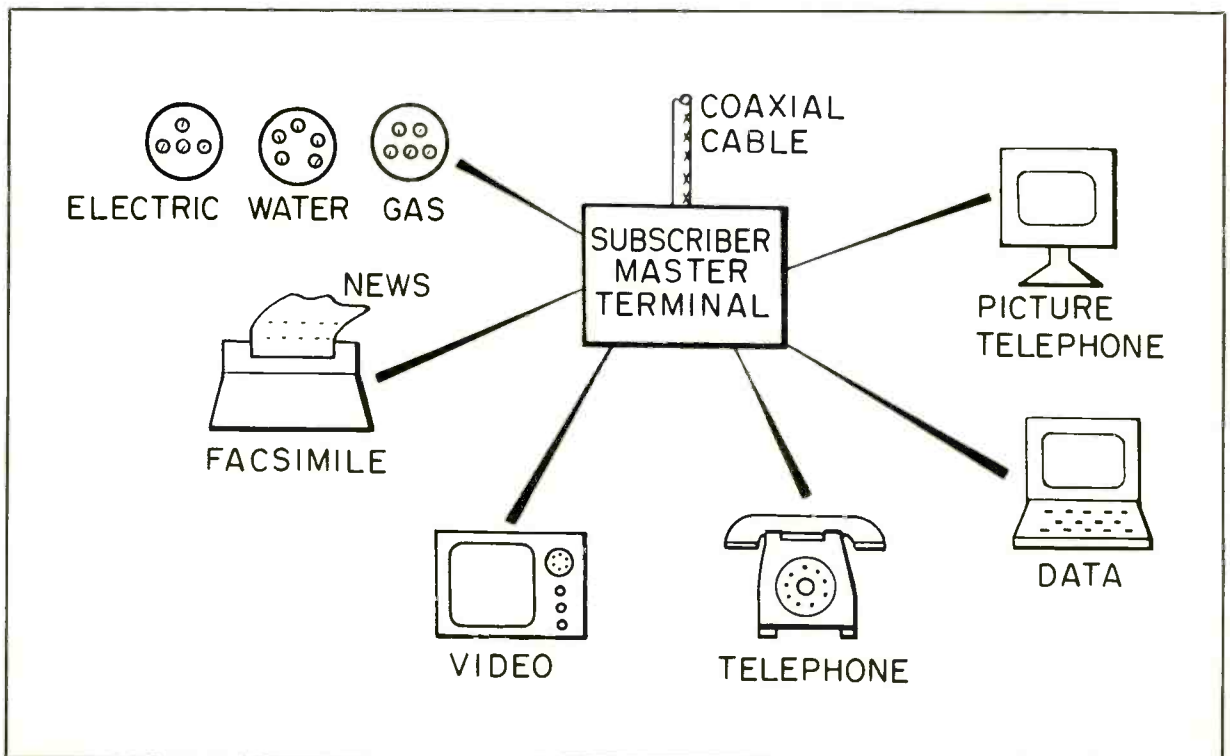 COAXIAL
CABLE
ELECTRIC WATER GAS
SUBSCRIBER
MASTER
TERMINAL
NEWS
PICTURE
TELEPHONE
FACSIMILE
DATA
VIDEO
TELEPHONE